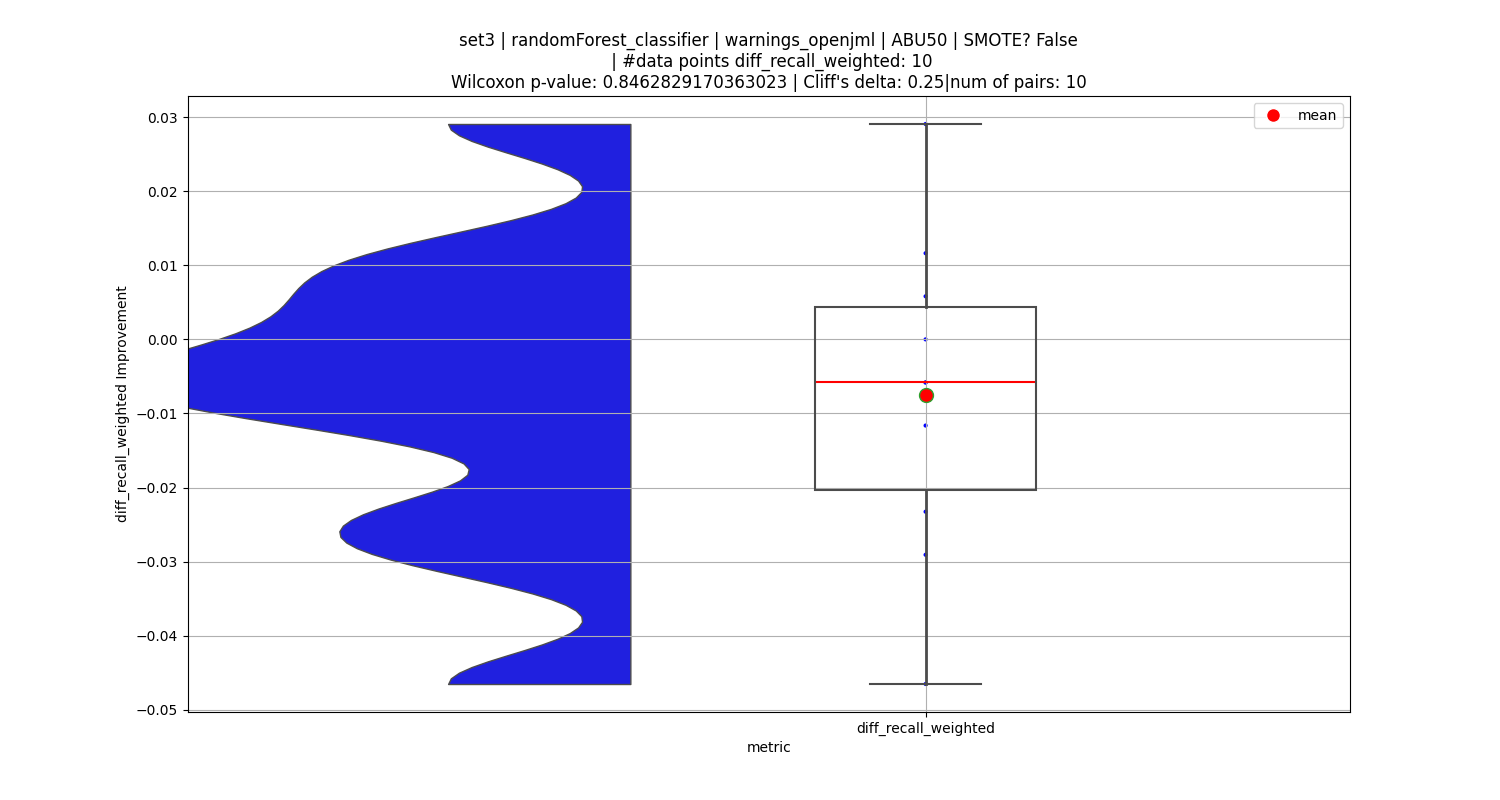 set3 | randomForest_classifier | warnings_openjml | ABU50 | SMOTE? False
| #data points diff_recall_weighted: 10
Wilcoxon p-value: 0.8462829170363023 | Cliff's delta: 0.25|num of pairs: 10
mean
0.03
0.02
0.01
0.00
−0.01
−0.02
−0.03
−0.04
−0.05
diff_recall_weighted Improvement
diff_recall_weighted
metric